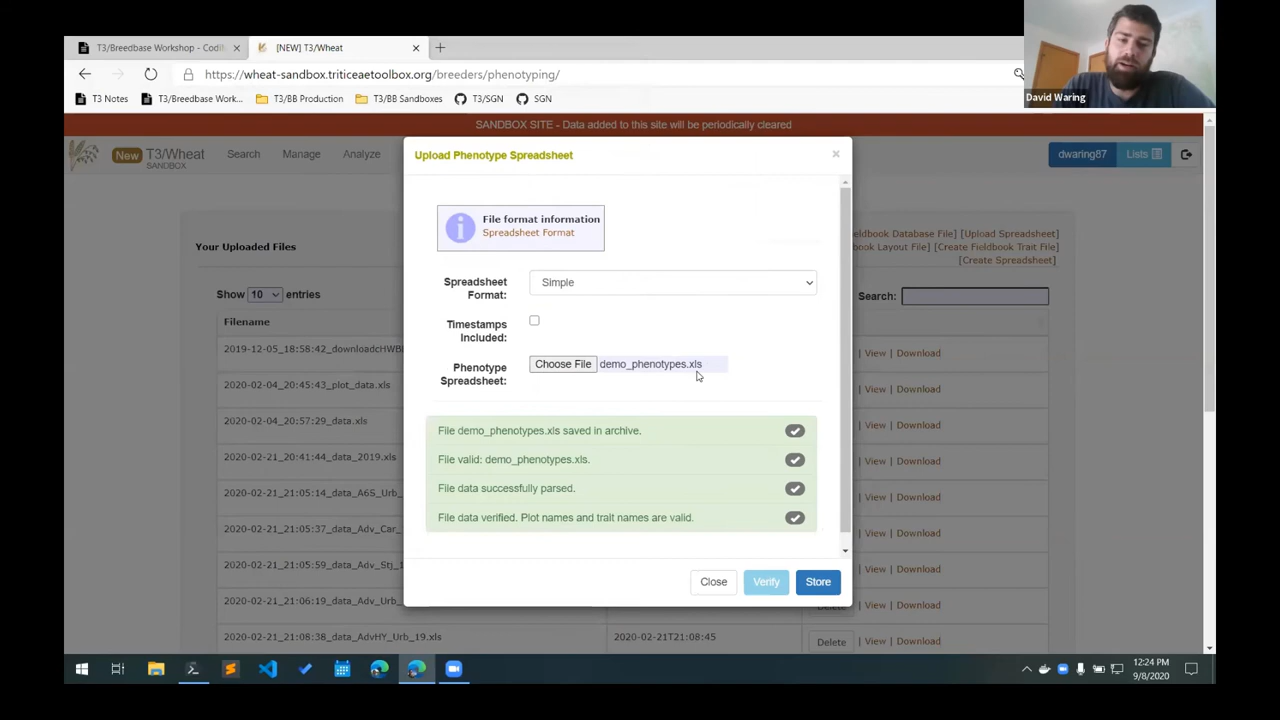 T3/Breedbase Workshop - CodiM
[NEW] T3/Wheat
https://wheat-sandbox.triticeaetoolbox.org/breeders/phenotyping/
T3 Notes
T3/Breedbase Work...
T3/BB Production
T3/BB Sandboxes
T3/SGN
SGN
David Waring
SANDBOX SITE - Data added to this site will be periodically cleared
New T3/Wheat
SANDBOX
Search
Manage
Analyze
dwaring87
Lists
Upload Phenotype Spreadsheet
×
File format information
Spreadsheet Format
Spreadsheet Format:
Simple
Timestamps Included:
Phenotype Spreadsheet:
Choose File demo_phenotypes.xls
File demo_phenotypes.xls saved in archive.
File valid: demo_phenotypes.xls.
File data successfully parsed.
File data verified. Plot names and trait names are valid.
Close
Verify
Store
Your Uploaded Files
eldbook Database File] [Upload Spreadsheet]
ok Layout File] [Create Fieldbook Trait File]
[Create Spreadsheet]
Show 10 entries
Search:
Filename
2019-12-05_18:58:42_downloadcHWB
| View | Download
2020-02-04_20:45:43_plot_data.xls
| View | Download
2020-02-04_20:57:29_data.xls
| View | Download
2020-02-21_20:41:44_data_2019.xls
| View | Download
2020-02-21_21:05:14_data_A6S_Urb_
| View | Download
2020-02-21_21:05:37_data_Adv_Car_
| View | Download
2020-02-21_21:05:59_data_Adv_Stj_1
| View | Download
2020-02-21_21:06:19_data_Adv_Urb_
Delete | View | Download
2020-02-21_21:08:38_data_AdvHY_Urb_19.xls
2020-02-21T21:08:45
Delete | View | Download
12:24 PM
9/8/2020